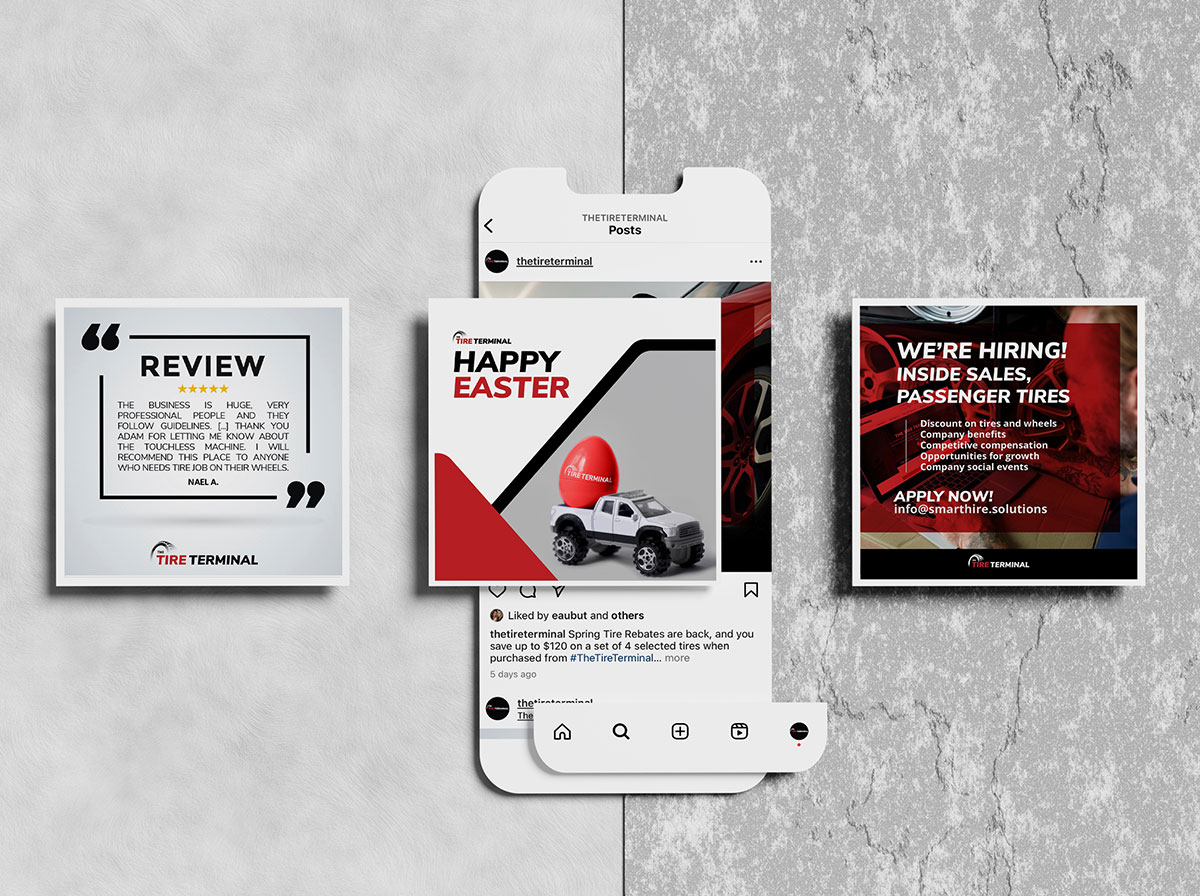 THETIRETERMINAL
Posts
thetireterminal
“
REVIEW
THE BUSINESS IS HUGE, VERY
PROFESSIONAL PEOPLE AND THEY
FOLLOW GUIDELINES. [...] THANK YOU
ADAM FOR LETTING ME KNOW ABOUT
THE TOUCHLESS MACHINE. I WILL
RECOMMEND THIS PLACE TO ANYONE
WHO NEEDS TIRE JOB ON THEIR WHEELS.
NAEL A.
”
THE
TIRE TERMINAL
THE
TIRE TERMINAL
HAPPY
EASTER
TIRE TERMINAL
WE’RE HIRING!
INSIDE SALES,
PASSENGER TIRES
Discount on tires and wheels
Company benefits
Competitive compensation
Opportunities for growth
Company social events
APPLY NOW!
info@smarthire.solutions
TIRE TERMINAL
Liked by eaubut and others
thetireterminal Spring Tire Rebates are back, and you
save up to $120 on a set of 4 selected tires when
purchased from #TheTireTerminal... more
5 days ago
thetireterminal
The